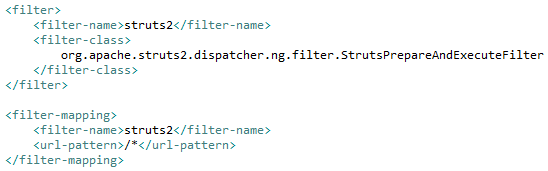 <filter>
    <filter-name>struts2</filter-name>
    <filter-class>
        org.apache.struts2.dispatcher.ng.filter.StrutsPrepareAndExecuteFilter
    </filter-class>
</filter>

<filter-mapping>
    <filter-name>struts2</filter-name>
    <url-pattern>/*</url-pattern>
</filter-mapping>